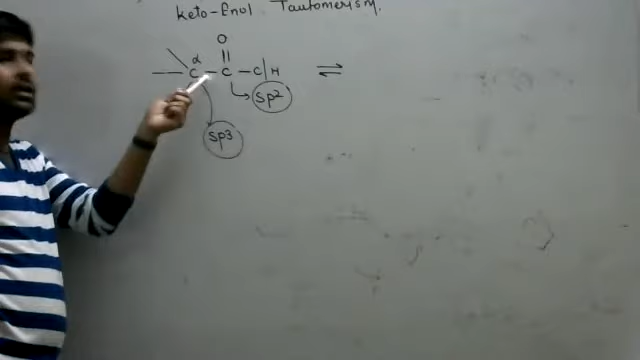 Keto-Enol Tautomerism.
O
α
C - C - C - H ⇌
sp2
sp3